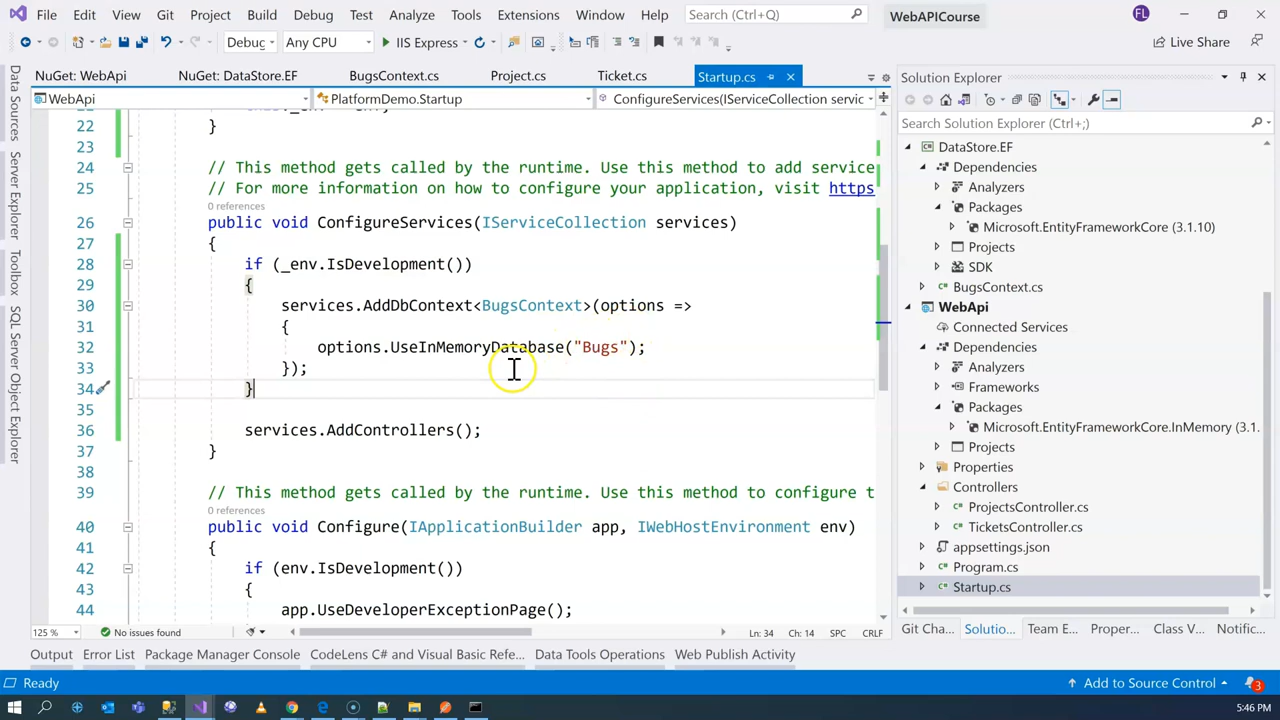 File Edit View Git Project Build Debug Test Analyze Tools Extensions Window Help Search (Ctrl+Q) WebAPICourse FL
Debug Any CPU IIS Express Live Share
NuGet: WebApi NuGet: DataStore.EF BugsContext.cs Project.cs Ticket.cs Startup.cs
WebApi PlatformDemo.Startup ConfigureServices(IServiceCollection servic
22 }
23
24 // This method gets called by the runtime. Use this method to add service
25 // For more information on how to configure your application, visit https
0 references
26 public void ConfigureServices(IServiceCollection services)
27 {
28 if (_env.IsDevelopment())
29 {
30 services.AddDbContext<BugsContext>(options =>
31 {
32 options.UseInMemoryDatabase("Bugs");
33 });
34 }
35
36 services.AddControllers();
37 }
38
39 // This method gets called by the runtime. Use this method to configure t
0 references
40 public void Configure(IApplicationBuilder app, IWebHostEnvironment env)
41 {
42 if (env.IsDevelopment())
43 {
44 app.UseDeveloperExceptionPage();
125 % No issues found Ln: 34 Ch: 14 SPC CRLF
Data Sources
Server Explorer
Toolbox
SQL Server Object Explorer
Solution Explorer
Search Solution Explorer (Ctrl+;)
DataStore.EF
Dependencies
Analyzers
Packages
Microsoft.EntityFrameworkCore (3.1.10)
Projects
SDK
BugsContext.cs
WebApi
Connected Services
Dependencies
Analyzers
Frameworks
Packages
Microsoft.EntityFrameworkCore.InMemory (3.1.
Projects
Properties
Controllers
ProjectsController.cs
TicketsController.cs
appsettings.json
Program.cs
Startup.cs
Git Cha... Solutio... Team E... Proper... Class V... Notific...
Output Error List Package Manager Console CodeLens C# and Visual Basic Refe... Data Tools Operations Web Publish Activity
Ready Add to Source Control 3
5:46 PM